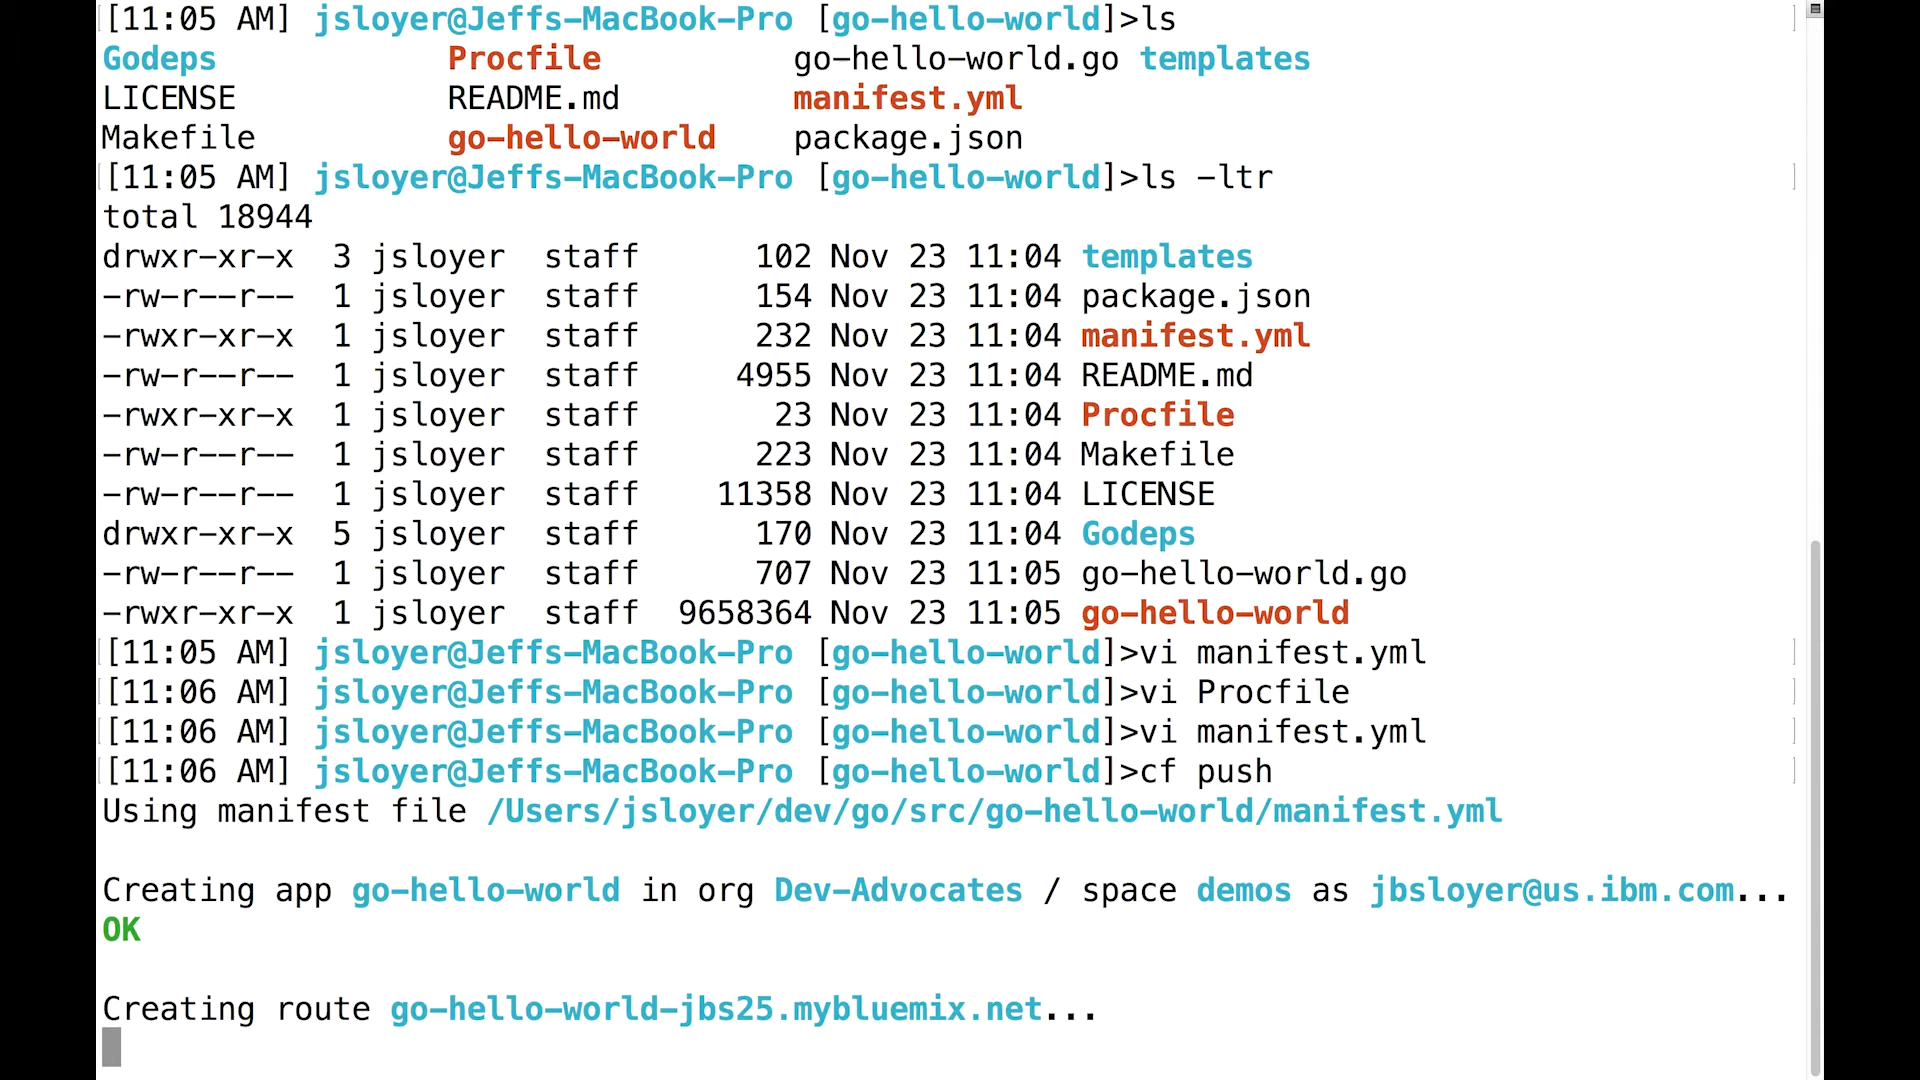 [11:05 AM] jsloyer@Jeffs-MacBook-Pro [go-hello-world]>ls
Godeps Procfile go-hello-world.go templates
LICENSE README.md manifest.yml
Makefile go-hello-world package.json
[11:05 AM] jsloyer@Jeffs-MacBook-Pro [go-hello-world]>ls -ltr
total 18944
drwxr-xr-x 3 jsloyer staff 102 Nov 23 11:04 templates
-rw-r--r-- 1 jsloyer staff 154 Nov 23 11:04 package.json
-rwxr-xr-x 1 jsloyer staff 232 Nov 23 11:04 manifest.yml
-rw-r--r-- 1 jsloyer staff 4955 Nov 23 11:04 README.md
-rwxr-xr-x 1 jsloyer staff 23 Nov 23 11:04 Procfile
-rw-r--r-- 1 jsloyer staff 223 Nov 23 11:04 Makefile
-rw-r--r-- 1 jsloyer staff 11358 Nov 23 11:04 LICENSE
drwxr-xr-x 5 jsloyer staff 170 Nov 23 11:04 Godeps
-rw-r--r-- 1 jsloyer staff 707 Nov 23 11:05 go-hello-world.go
-rwxr-xr-x 1 jsloyer staff 9658364 Nov 23 11:05 go-hello-world
[11:05 AM] jsloyer@Jeffs-MacBook-Pro [go-hello-world]>vi manifest.yml
[11:06 AM] jsloyer@Jeffs-MacBook-Pro [go-hello-world]>vi Procfile
[11:06 AM] jsloyer@Jeffs-MacBook-Pro [go-hello-world]>vi manifest.yml
[11:06 AM] jsloyer@Jeffs-MacBook-Pro [go-hello-world]>cf push
Using manifest file /Users/jsloyer/dev/go/src/go-hello-world/manifest.yml
Creating app go-hello-world in org Dev-Advocates / space demos as jbsloyer@us.ibm.com...
OK
Creating route go-hello-world-jbs25.mybluemix.net...